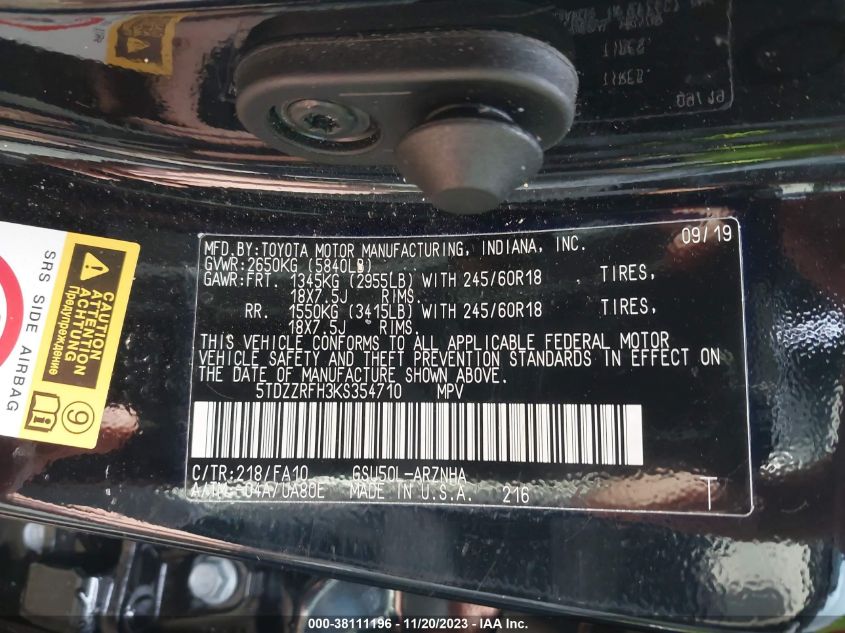 MFD.BY:TOYOTA MOTOR MANUFACTURING, INDIANA, INC. 09/19
GVWR:2650KG (5840LB)
GAWR:FRT. 1345KG (2955LB) WITH 245/60R18 TIRES,
18X7.5J RIMS.
RR. 1550KG (3415LB) WITH 245/60R18 TIRES,
18X7.5J RIMS.
THIS VEHICLE CONFORMS TO ALL APPLICABLE FEDERAL MOTOR
VEHICLE SAFETY AND THEFT PREVENTION STANDARDS IN EFFECT ON
THE DATE OF MANUFACTURE SHOWN ABOVE.
5TDZZRFH3KS354710 MPV
C/TR:218/FA10 GSU50L-ARZNHA
A/TM: 04A/UA80E MADE IN U.S.A. 216 T
SRS SIDE AIRBAG
CAUTION
ATTENTION
ACHTUNG
Предупреждение
9
000-38111196 - 11/20/2023 - IAA Inc.